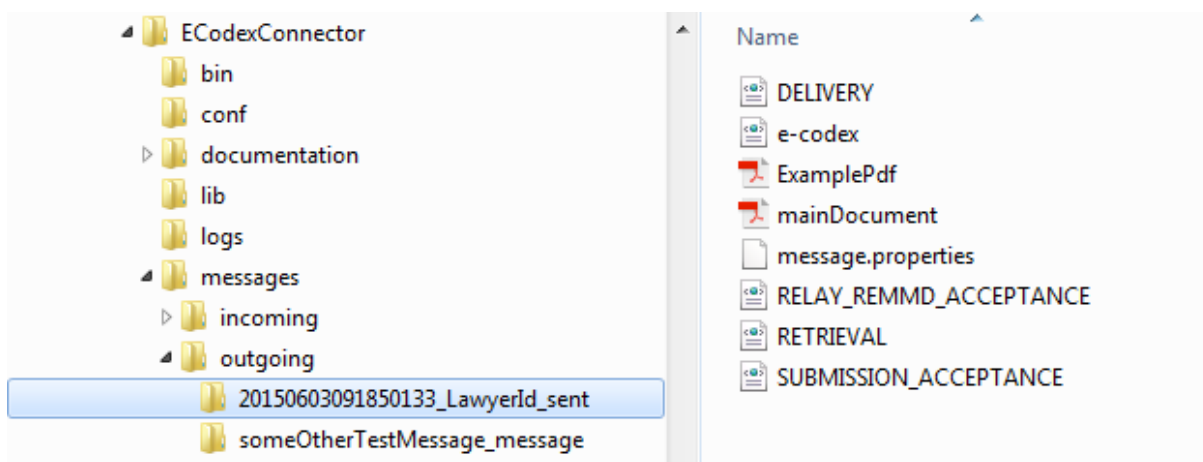 ECodexConnector
bin
conf
documentation
lib
logs
messages
incoming
outgoing
20150603091850133_LawyerId_sent
someOtherTestMessage_message
Name
DELIVERY
e-codex
ExamplePdf
mainDocument
message.properties
RELAY_REMMD_ACCEPTANCE
RETRIEVAL
SUBMISSION_ACCEPTANCE